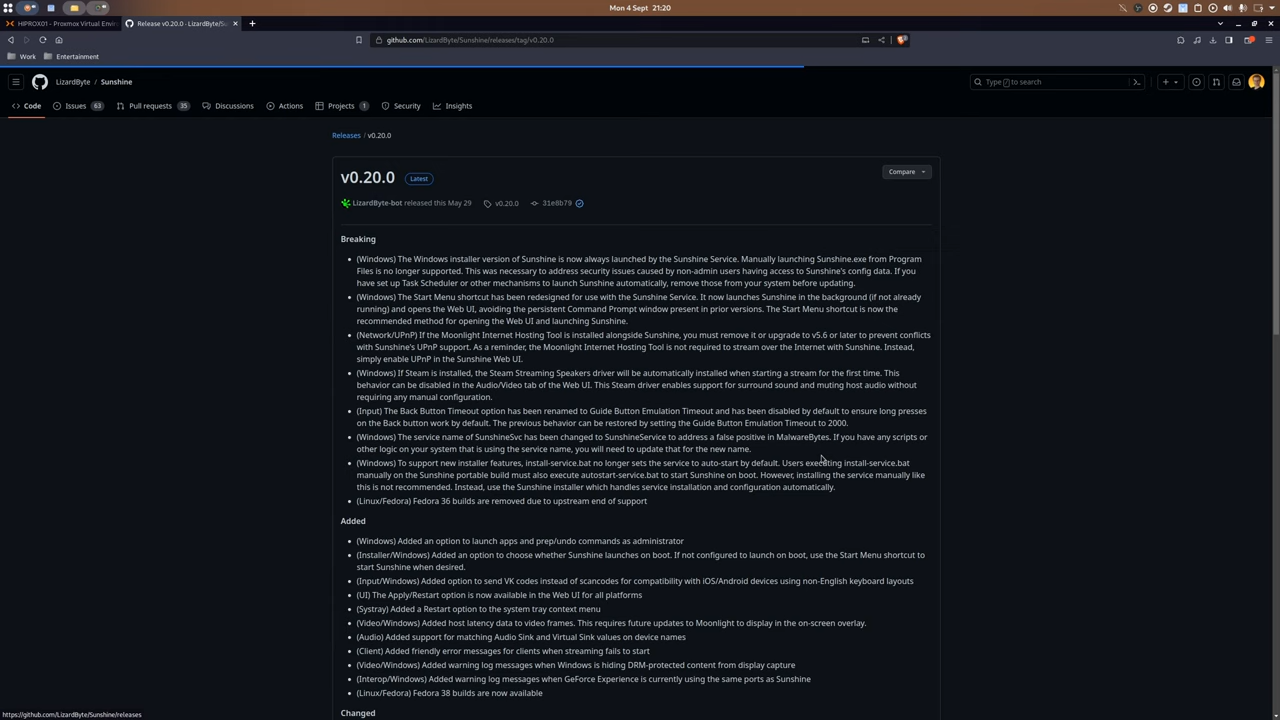 Mon 4 Sept 21:20
HIPROX01 - Proxmox Virtual Envi
Release v0.20.0 · LizardByte/Su
github.com/LizardByte/Sunshine/releases/tag/v0.20.0
Work Entertainment
LizardByte / Sunshine
Type / to search
Code Issues 63 Pull requests 35 Discussions Actions Projects 1 Security Insights
Releases / v0.20.0
v0.20.0 Latest
Compare
LizardByte-bot released this May 29 v0.20.0 31e8b79
Breaking
• (Windows) The Windows installer version of Sunshine is now always launched by the Sunshine Service. Manually launching Sunshine.exe from Program
Files is no longer supported. This was necessary to address security issues caused by non-admin users having access to Sunshine's config data. If you
have set up Task Scheduler or other mechanisms to launch Sunshine automatically, remove those from your system before updating.
• (Windows) The Start Menu shortcut has been redesigned for use with the Sunshine Service. It now launches Sunshine in the background (if not already
running) and opens the Web UI, avoiding the persistent Command Prompt window present in prior versions. The Start Menu shortcut is now the
recommended method for opening the Web UI and launching Sunshine.
• (Network/UPnP) If the Moonlight Internet Hosting Tool is installed alongside Sunshine, you must remove it or upgrade to v5.6 or later to prevent conflicts
with Sunshine's UPnP support. As a reminder, the Moonlight Internet Hosting Tool is not required to stream over the Internet with Sunshine. Instead,
simply enable UPnP in the Sunshine Web UI.
• (Windows) If Steam is installed, the Steam Streaming Speakers driver will be automatically installed when starting a stream for the first time. This
behavior can be disabled in the Audio/Video tab of the Web UI. This Steam driver enables support for surround sound and muting host audio without
requiring any manual configuration.
• (Input) The Back Button Timeout option has been renamed to Guide Button Emulation Timeout and has been disabled by default to ensure long presses
on the Back button work by default. The previous behavior can be restored by setting the Guide Button Emulation Timeout to 2000.
• (Windows) The service name of SunshineSvc has been changed to SunshineService to address a false positive in MalwareBytes. If you have any scripts or
other logic on your system that is using the service name, you will need to update that for the new name.
• (Windows) To support new installer features, install-service.bat no longer sets the service to auto-start by default. Users executing install-service.bat
manually on the Sunshine portable build must also execute autostart-service.bat to start Sunshine on boot. However, installing the service manually like
this is not recommended. Instead, use the Sunshine installer which handles service installation and configuration automatically.
• (Linux/Fedora) Fedora 36 builds are removed due to upstream end of support
Added
• (Windows) Added an option to launch apps and prep/undo commands as administrator
• (Installer/Windows) Added an option to choose whether Sunshine launches on boot. If not configured to launch on boot, use the Start Menu shortcut to
start Sunshine when desired.
• (Input/Windows) Added option to send VK codes instead of scancodes for compatibility with iOS/Android devices using non-English keyboard layouts
• (UI) The Apply/Restart option is now available in the Web UI for all platforms
• (Systray) Added a Restart option to the system tray context menu
• (Video/Windows) Added host latency data to video frames. This requires future updates to Moonlight to display in the on-screen overlay.
• (Audio) Added support for matching Audio Sink and Virtual Sink values on device names
• (Client) Added friendly error messages for clients when streaming fails to start
• (Video/Windows) Added warning log messages when Windows is hiding DRM-protected content from display capture
• (Interop/Windows) Added warning log messages when GeForce Experience is currently using the same ports as Sunshine
• (Linux/Fedora) Fedora 38 builds are now available
Changed
https://github.com/LizardByte/Sunshine/releases